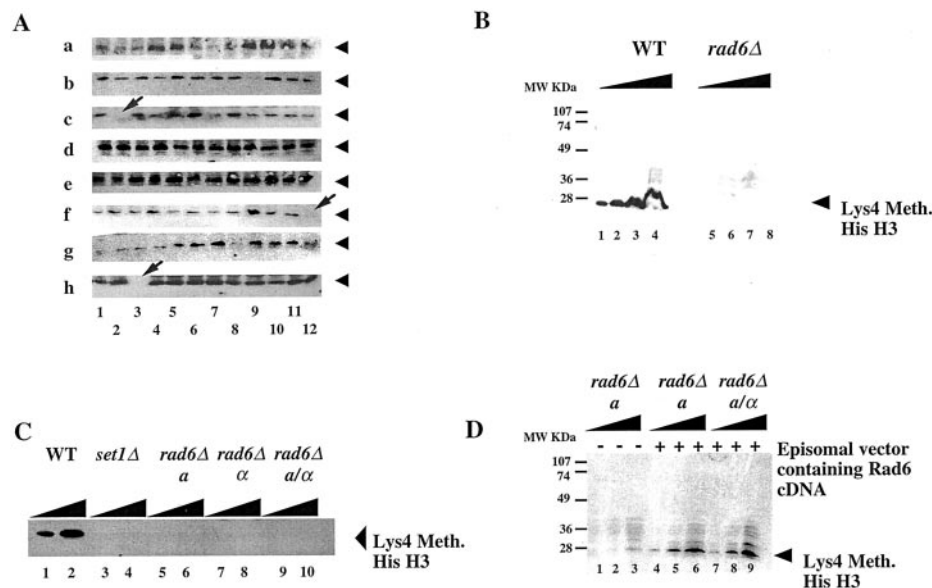 A
a
b
c
d
e
f
g
h
1 3 5 7 9 11
2 4 6 8 10 12
B
WT rad6Δ
MW KDa
107
74
49
36
28
1 2 3 4 5 6 7 8
Lys4 Meth.
His H3
C
WT set1Δ rad6Δ rad6Δ rad6Δ
a α a/α
1 2 3 4 5 6 7 8 9 10
Lys4 Meth.
His H3
D
rad6Δ rad6Δ rad6Δ
a a a/α
MW KDa
- - - + + + + + +
Episomal vector
containing Rad6
cDNA
107
74
49
36
28
1 2 3 4 5 6 7 8 9
Lys4 Meth.
His H3